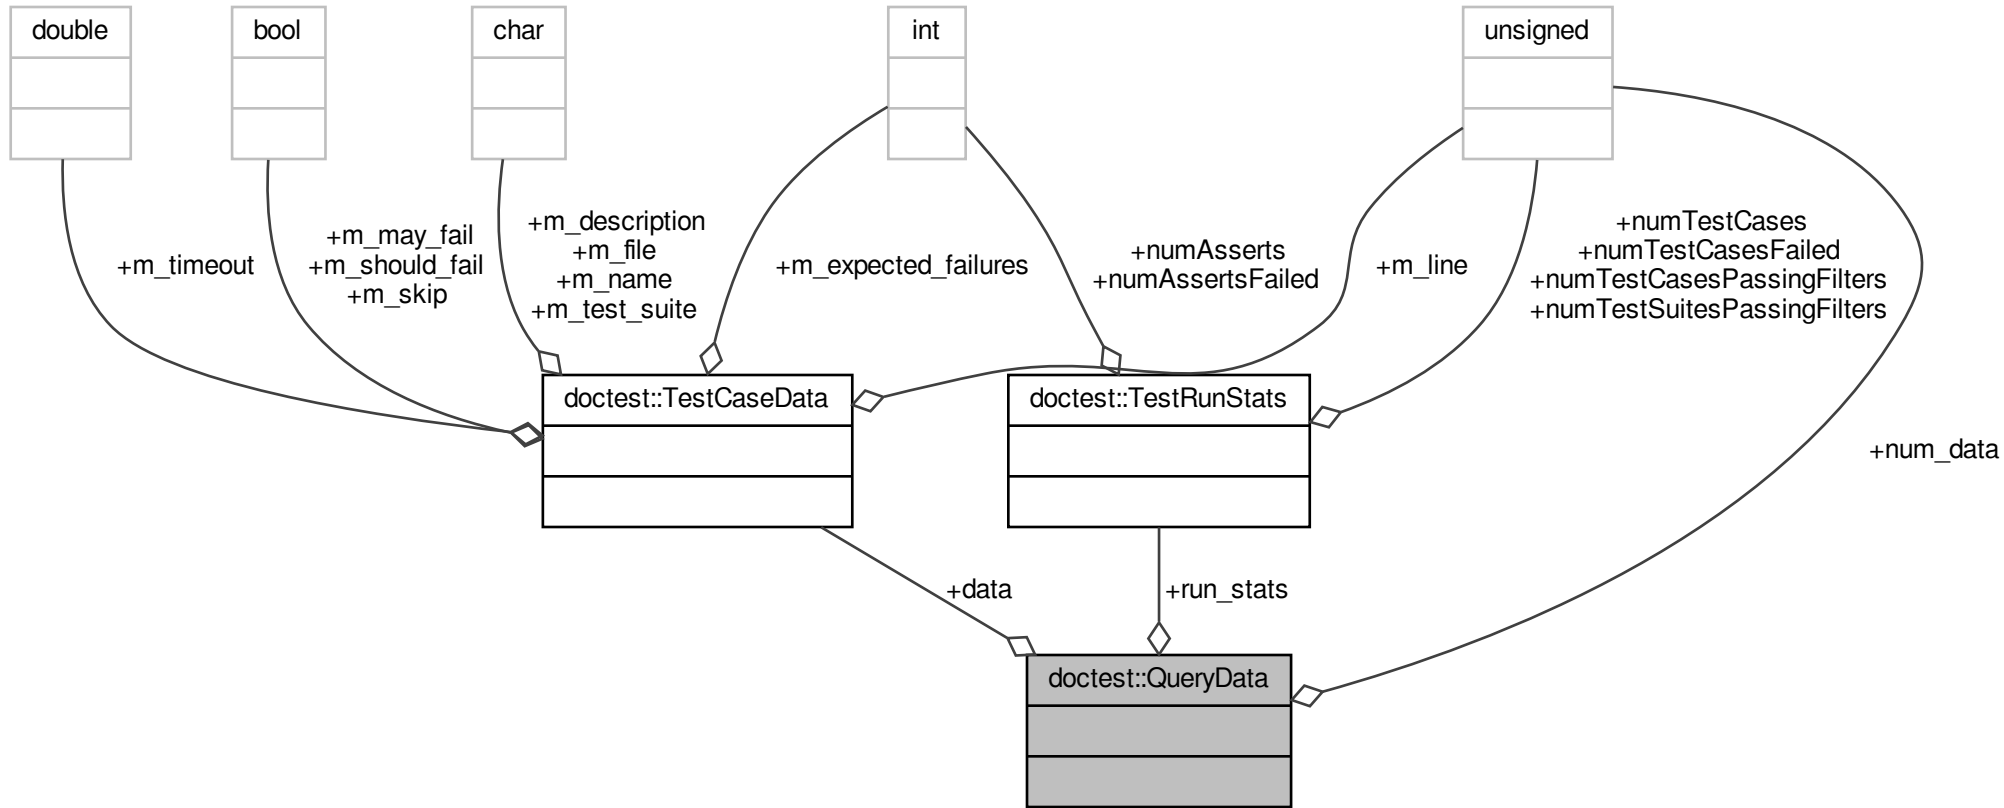 double
bool
char
int
unsigned
+m_timeout
+m_may_fail
+m_should_fail
+m_skip
+m_description
+m_file
+m_name
+m_test_suite
+m_expected_failures
+numAsserts
+numAssertsFailed
+m_line
+numTestCases
+numTestCasesFailed
+numTestCasesPassingFilters
+numTestSuitesPassingFilters
doctest::TestCaseData
doctest::TestRunStats
+num_data
+data
+run_stats
doctest::QueryData